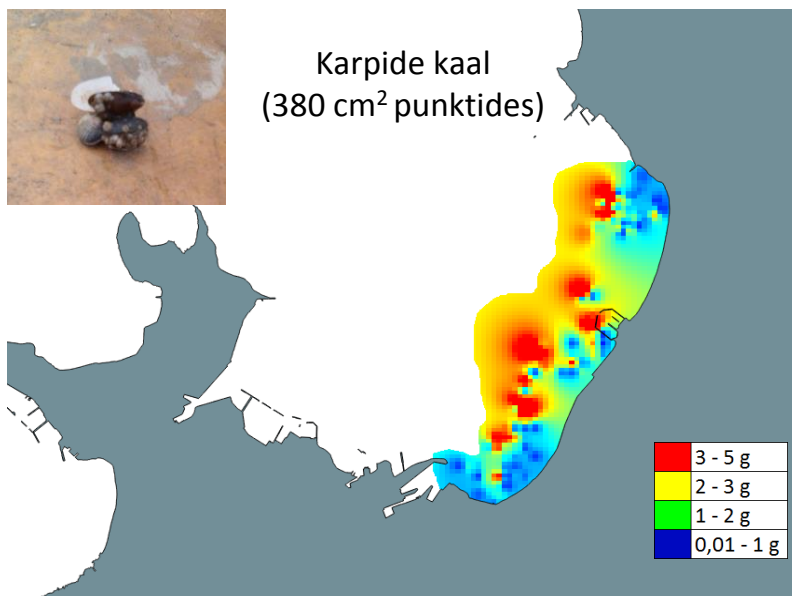 Karpide kaal
(380 cm² punktides)
3 - 5 g
2 - 3 g
1 - 2 g
0,01 - 1 g